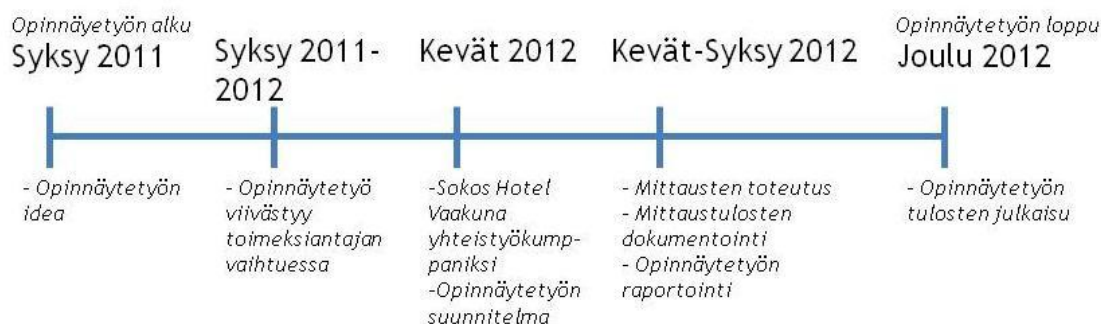 Opinnäyetyön alku
Syksy 2011
Syksy 2011-
2012
Kevät 2012
Kevät-Syksy 2012
Opinnäytetyön loppu
Joulu 2012
- Opinnäytetyön
idea
- Opinnäytetyö
viivästyy
toimeksiantajan
vaihtuessa
-Sokos Hotel
Vaakuna
yhteistyökump-
paniksi
-Opinnäytetyön
suunnitelma
- Mittausten toteutus
- Mittaustulosten
dokumentointi
- Opinnäytetyön
raportointi
- Opinnäytetyön
tulosten julkaisu